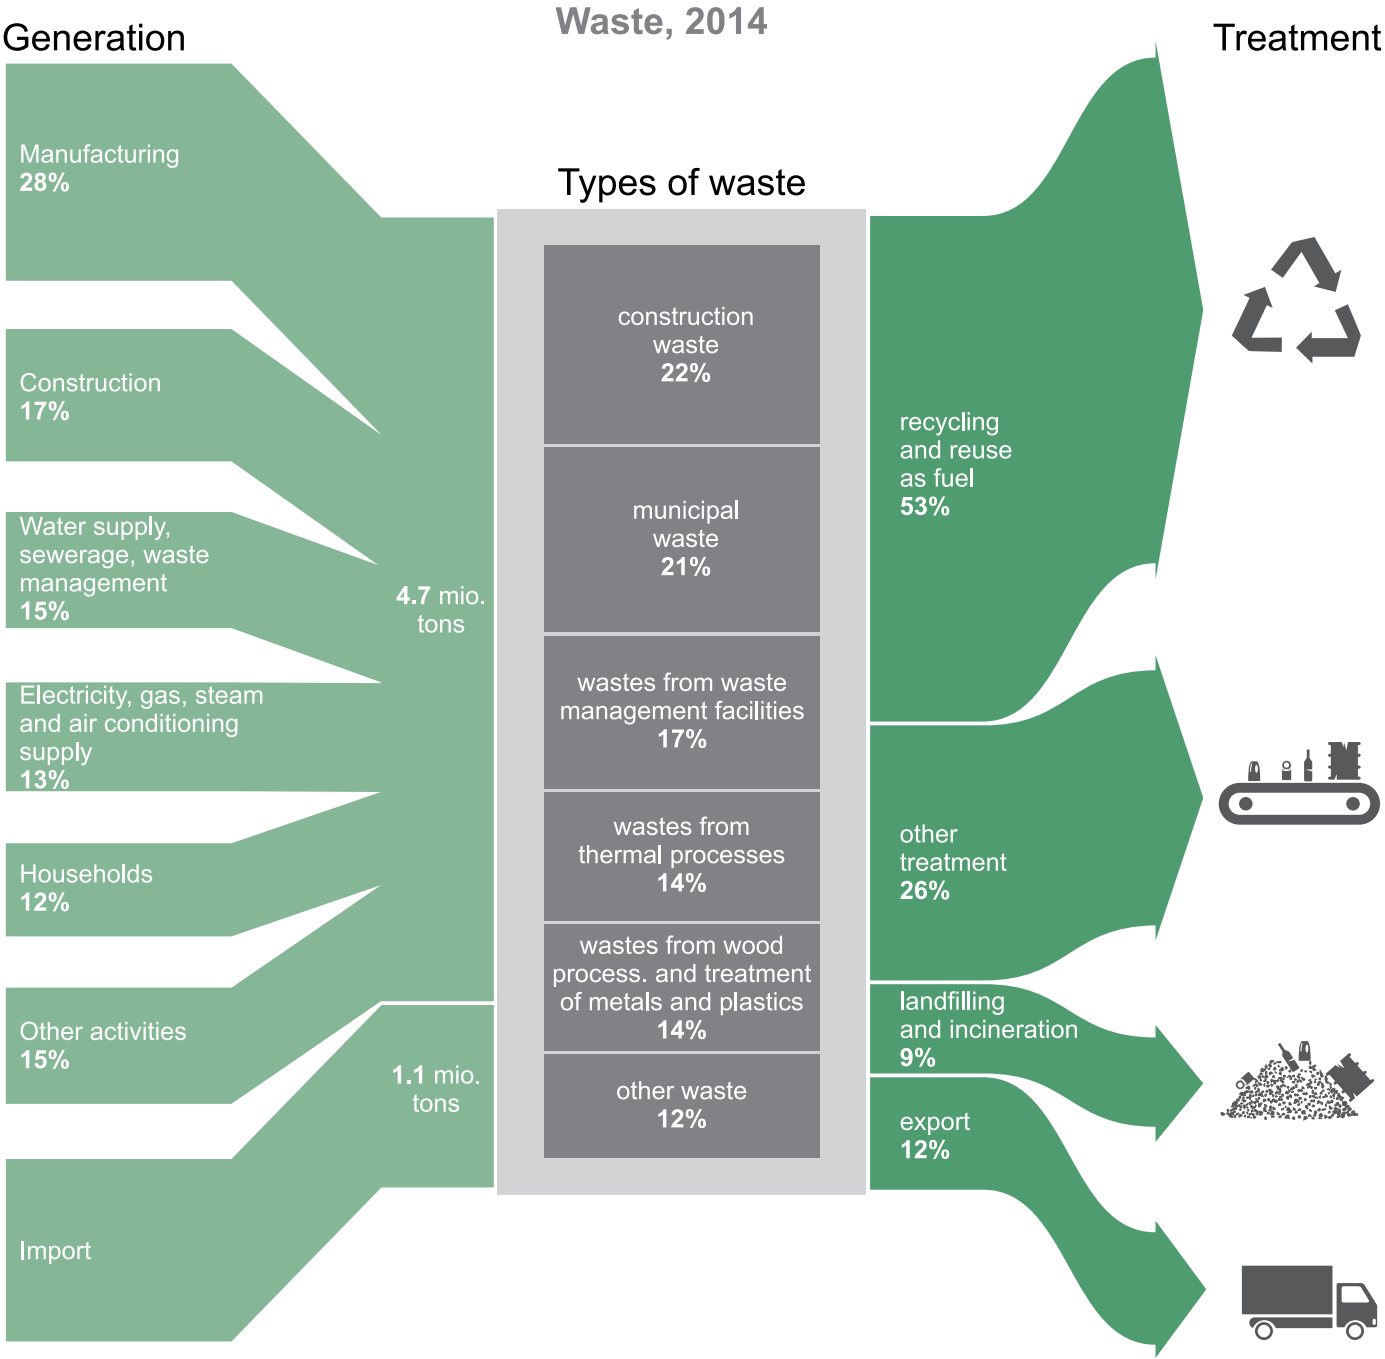 Waste, 2014
Generation
Manufacturing
28%
Construction
17%
Water supply,
sewerage, waste
management
15%
Electricity, gas, steam
and air conditioning
supply
13%
Households
12%
Other activities
15%
Import
4.7 mio.
tons
1.1 mio.
tons
Types of waste
construction
waste
22%
municipal
waste
21%
wastes from waste
management facilities
17%
wastes from
thermal processes
14%
wastes from wood
process. and treatment
of metals and plastics
14%
other waste
12%
Treatment
recycling
and reuse
as fuel
53%
other
treatment
26%
landfilling
and incineration
9%
export
12%